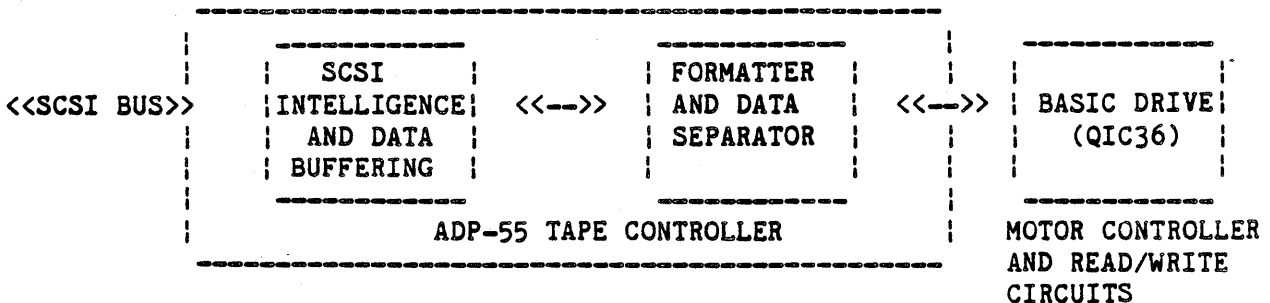 SCSI FORMATTER
<<SCSI BUS>> INTELLIGENCE <<-->> AND DATA <<-->> BASIC DRIVE
AND DATA SEPARATOR (QIC36)
BUFFERING
ADP-55 TAPE CONTROLLER MOTOR CONTROLLER
AND READ/WRITE
CIRCUITS